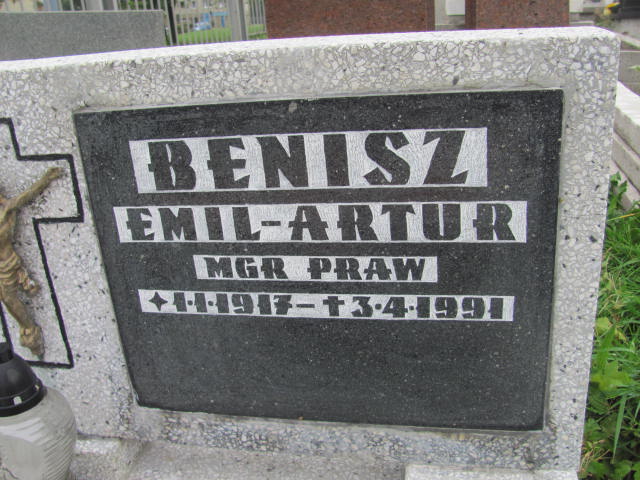 BENISZ
EMIL-ARTUR
MGR PRAW
✦1·1·1917–†3·4·1991